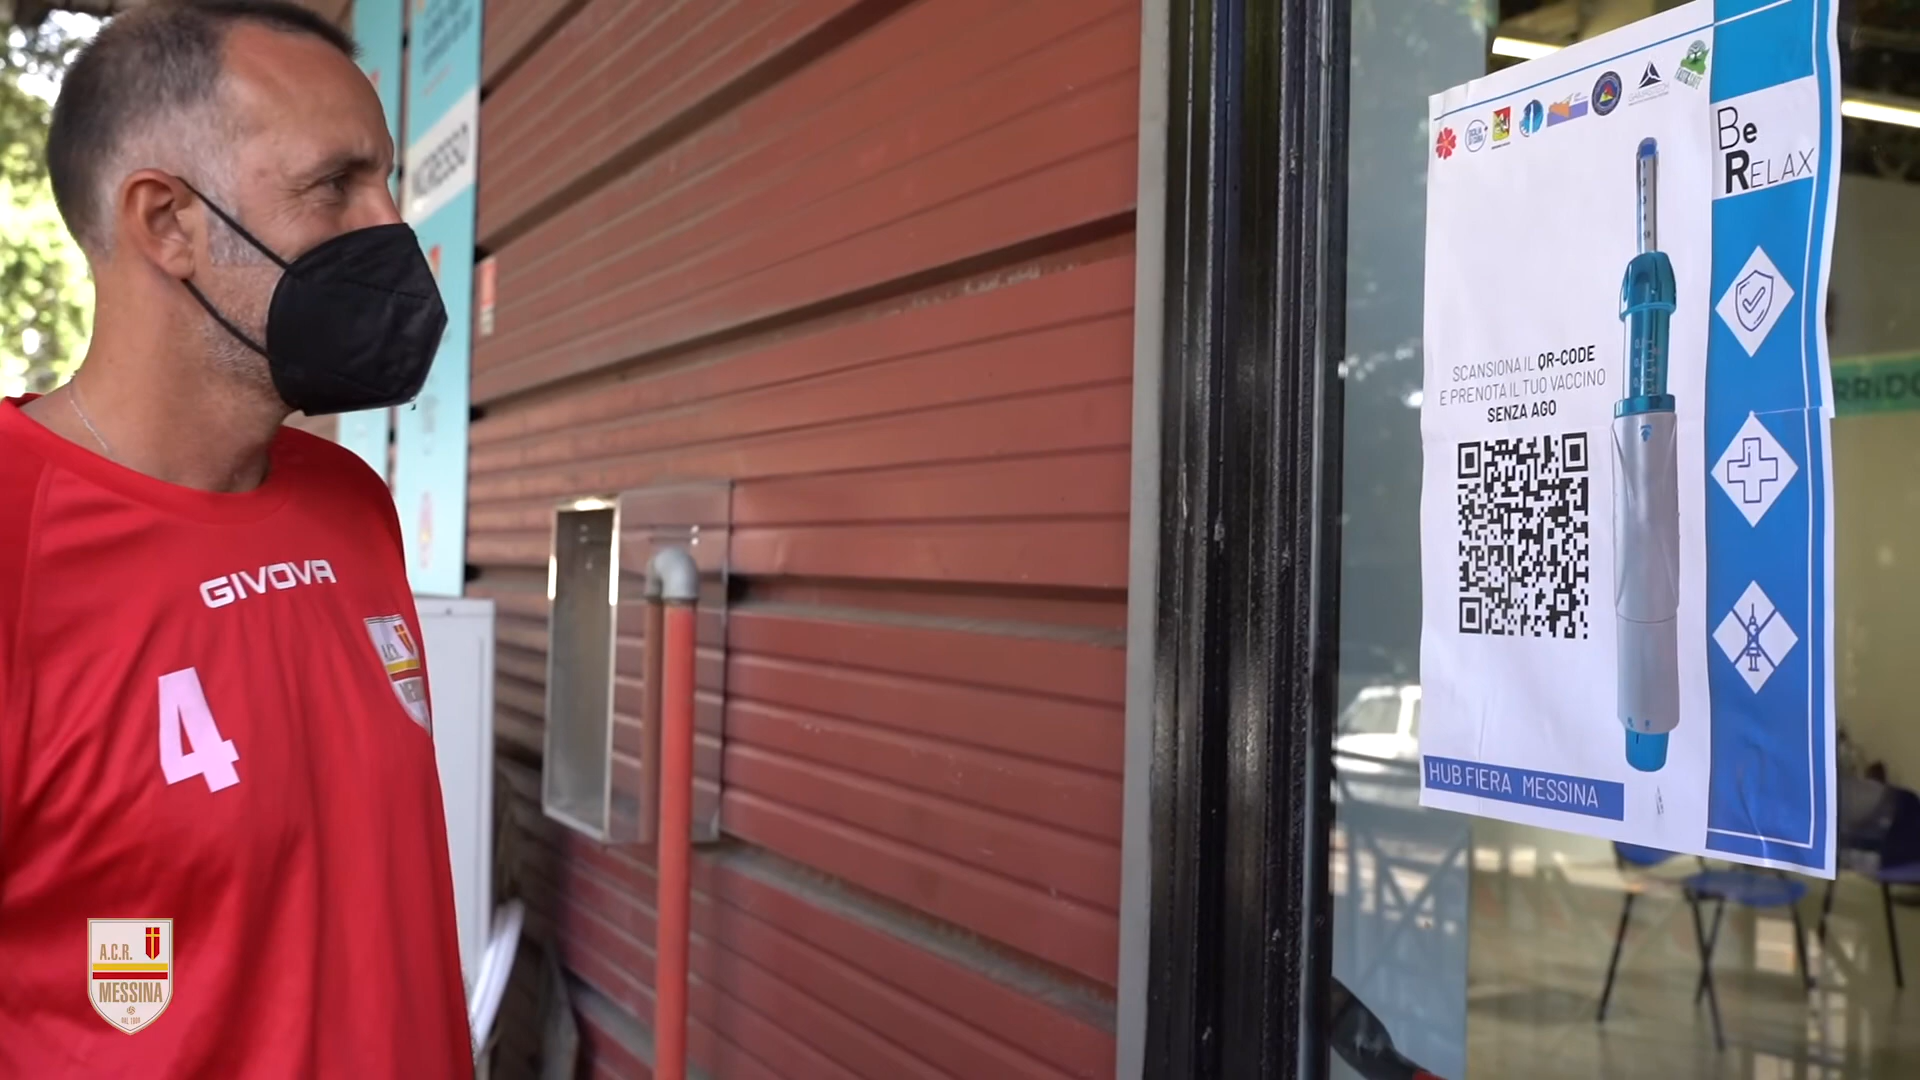 INGRESSO
GIVOVA
4
A.C.R.
A.C.R.
MESSINA
Be
RELAX
SCANSIONA IL QR-CODE
E PRENOTA IL TUO VACCINO
SENZA AGO
HUB FIERA MESSINA
RRIDO